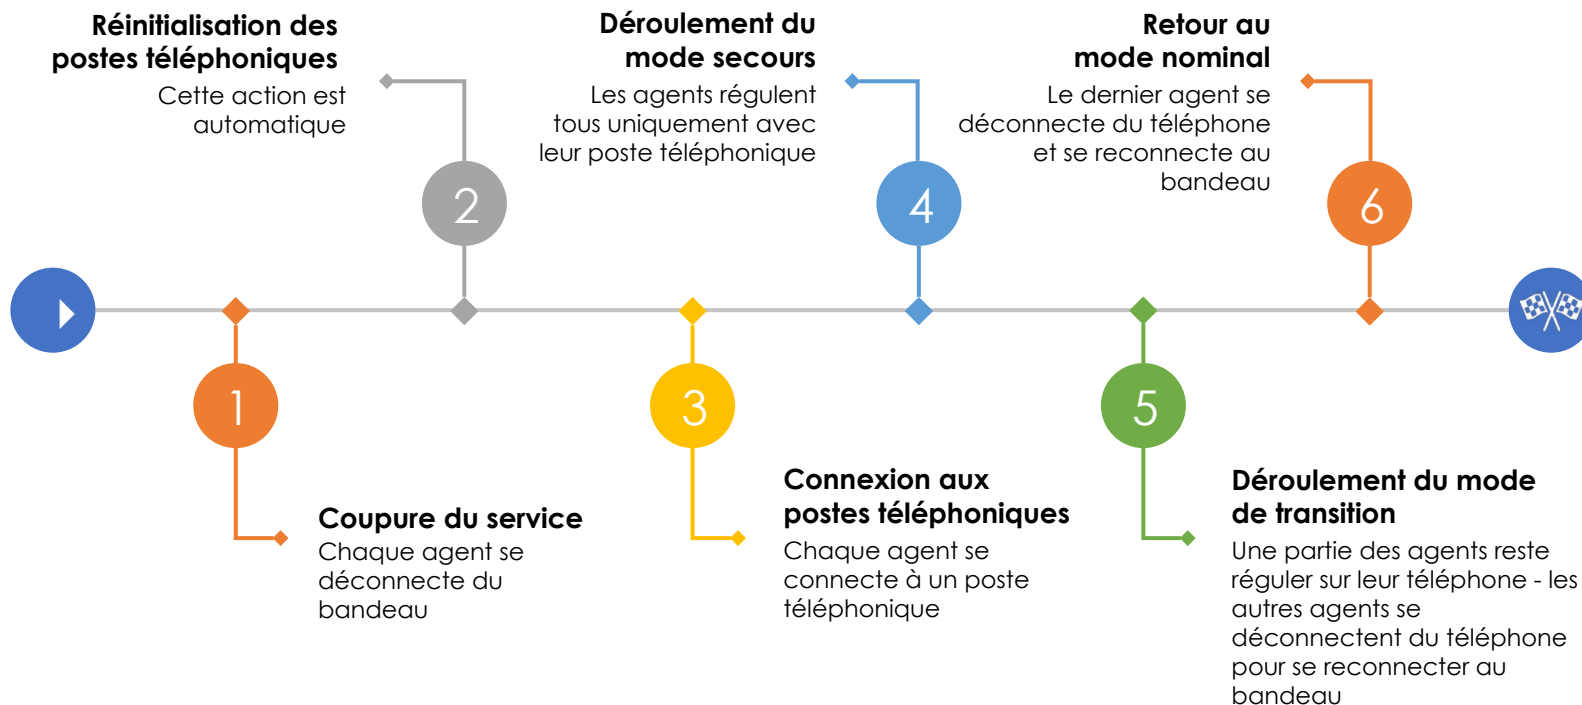 Réinitialisation des
postes téléphoniques
Cette action est
automatique
2
Déroulement du
mode secours
Les agents régulent
tous uniquement avec
leur poste téléphonique
4
Retour au
mode nominal
Le dernier agent se
déconnecte du téléphone
et se reconnecte au
bandeau
6
1
Coupure du service
Chaque agent se
déconnecte du
bandeau
3
Connexion aux
postes téléphoniques
Chaque agent se
connecte à un poste
téléphonique
5
Déroulement du mode
de transition
Une partie des agents reste
réguler sur leur téléphone - les
autres agents se
déconnectent du téléphone
pour se reconnecter au
bandeau